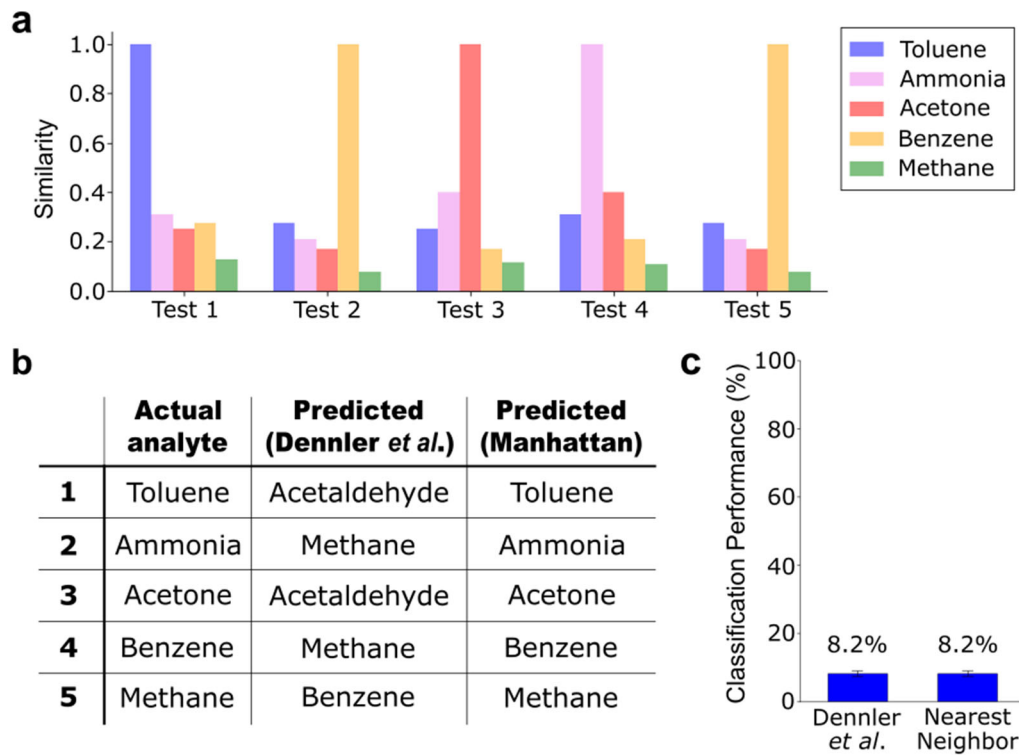 a
1.0
0.8
0.6
0.4
0.2
0.0
Similarity
Test 1 Test 2 Test 3 Test 4 Test 5
Toluene
Ammonia
Acetone
Benzene
Methane
b
Actual analyte Predicted (Dennler et al.) Predicted (Manhattan)
1 Toluene Acetaldehyde Toluene
2 Ammonia Methane Ammonia
3 Acetone Acetaldehyde Acetone
4 Benzene Methane Benzene
5 Methane Benzene Methane
c
Classification Performance (%)
100
80
60
40
20
0
8.2% 8.2%
Dennler et al. Nearest Neighbor